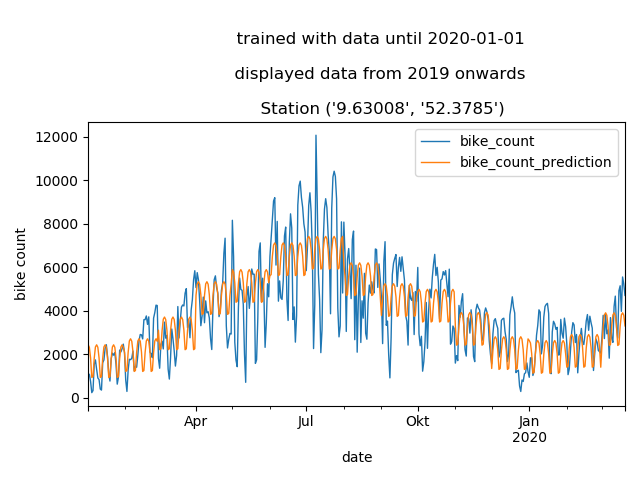 trained with data until 2020-01-01
displayed data from 2019 onwards
Station ('9.63008', '52.3785')
bike_count
bike_count_prediction
bike count
12000
10000
8000
6000
4000
2000
0
Apr
Jul
Okt
Jan
2020
date